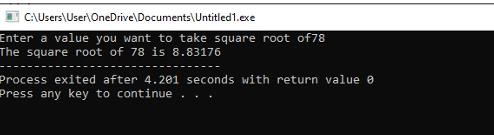 C:\Users\User\OneDrive\Documents\Untitled1.exe
Enter a value you want to take square root of78
The square root of 78 is 8.83176
--------------------------------
Process exited after 4.201 seconds with return value 0
Press any key to continue . . .